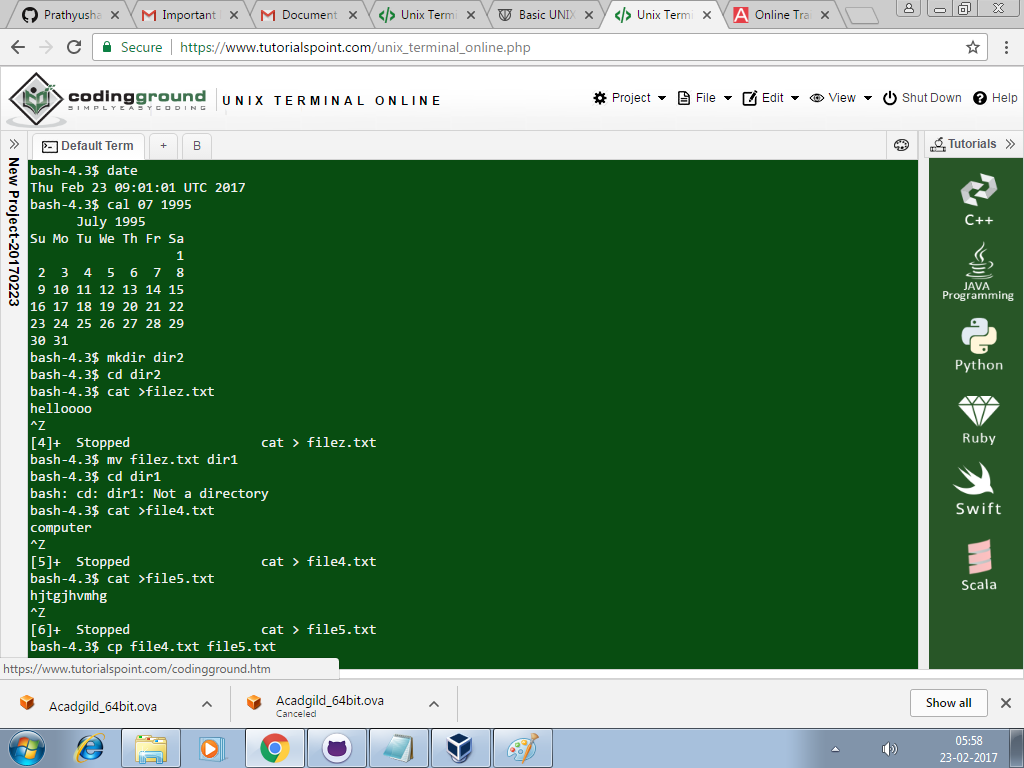 Prathyusha
Important
Document
Unix Termi
Basic UNIX
Unix Termi
Online Trai
Secure
https://www.tutorialspoint.com/unix_terminal_online.php
codingground
SIMPLYEASYCODING
UNIX TERMINAL ONLINE
Project
File
Edit
View
Shut Down
Help
Default Term
+
B
Tutorials
New Project-20170223
bash-4.3$ date
Thu Feb 23 09:01:01 UTC 2017
bash-4.3$ cal 07 1995
      July 1995
Su Mo Tu We Th Fr Sa
                   1
 2  3  4  5  6  7  8
 9 10 11 12 13 14 15
16 17 18 19 20 21 22
23 24 25 26 27 28 29
30 31
bash-4.3$ mkdir dir2
bash-4.3$ cd dir2
bash-4.3$ cat >filez.txt
helloooo
^Z
[4]+  Stopped                 cat > filez.txt
bash-4.3$ mv filez.txt dir1
bash-4.3$ cd dir1
bash: cd: dir1: Not a directory
bash-4.3$ cat >file4.txt
computer
^Z
[5]+  Stopped                 cat > file4.txt
bash-4.3$ cat >file5.txt
hjtgjhvmhg
^Z
[6]+  Stopped                 cat > file5.txt
bash-4.3$ cp file4.txt file5.txt
C++
JAVA
Programming
Python
Ruby
Swift
Scala
https://www.tutorialspoint.com/codingground.htm
Acadgild_64bit.ova
Acadgild_64bit.ova
Canceled
Show all
05:58
23-02-2017